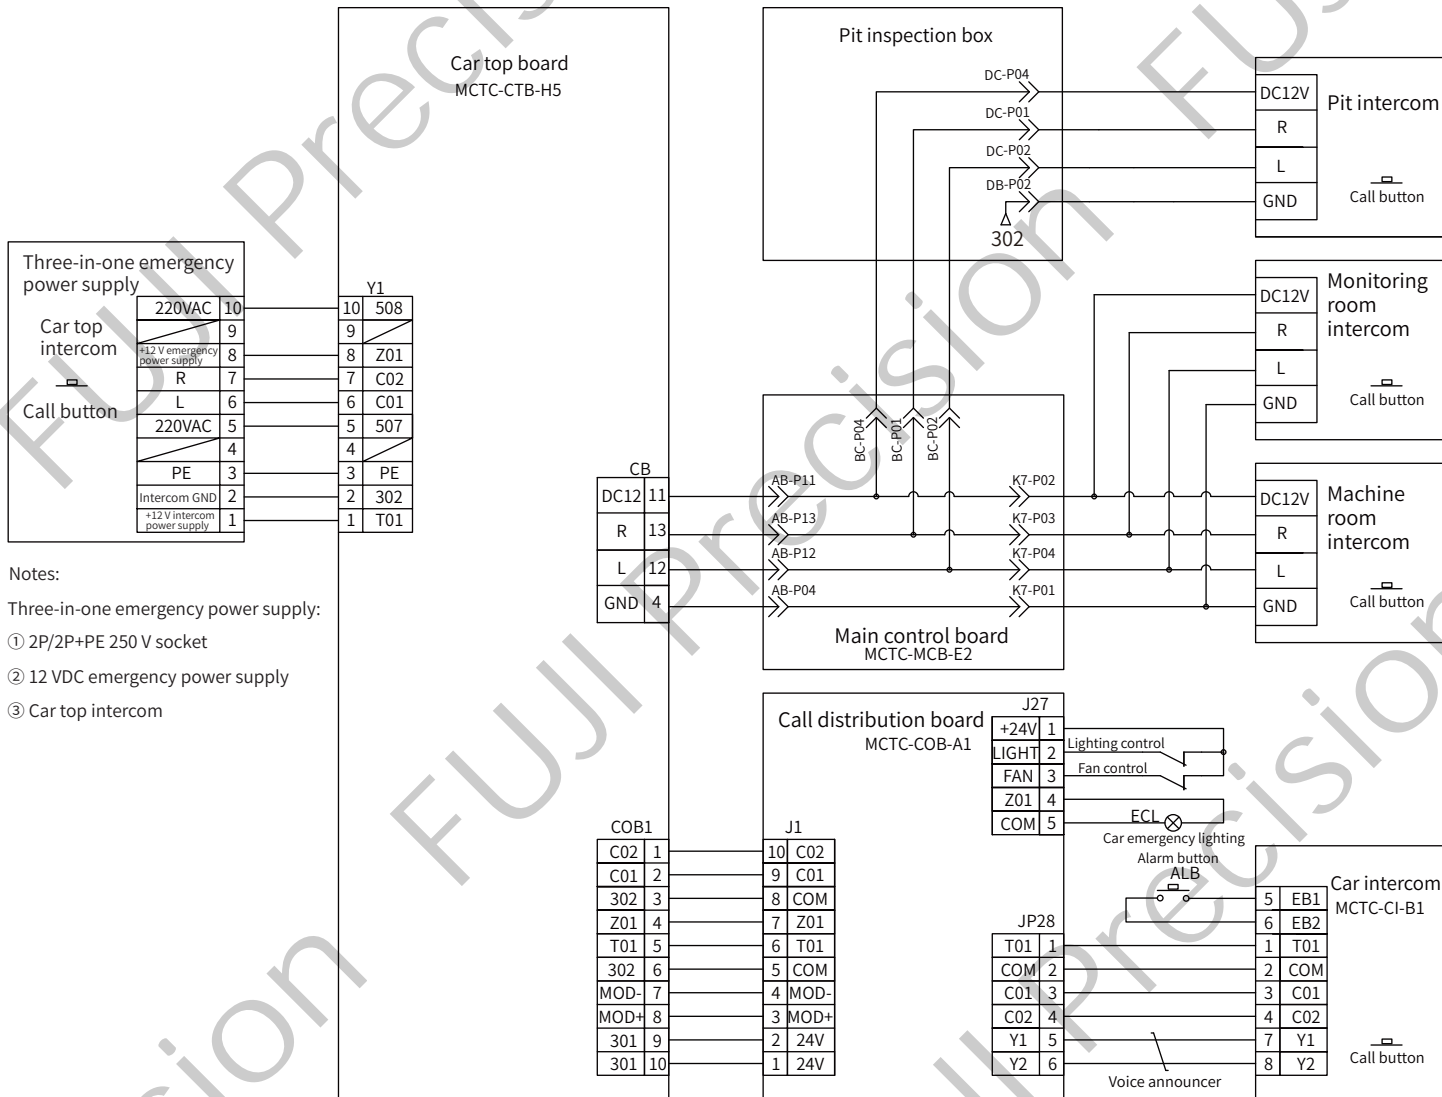 Car top board
MCTC-CTB-H5
Pit inspection box
DC-P04
DC-P01
DC-P02
DB-P02
302
DC12V
R
L
GND
Pit intercom
Call button
Three-in-one emergency
power supply
Car top
intercom
Call button
220VAC 10
9
+12 V emergency
power supply 8
R 7
L 6
220VAC 5
4
PE 3
Intercom GND 2
+12 V intercom
power supply 1
Y1
10 508
9
8 Z01
7 C02
6 C01
5 507
4
3 PE
2 302
1 T01
Monitoring
room
intercom
DC12V
R
L
GND
Call button
BC-P04
BC-P01
BC-P02
CB
DC12 11
R 13
L 12
GND 4
AB-P11
AB-P13
AB-P12
AB-P04
K7-P02
K7-P03
K7-P04
K7-P01
Main control board
MCTC-MCB-E2
Machine
room
intercom
DC12V
R
L
GND
Call button
Notes:
Three-in-one emergency power supply:
① 2P/2P+PE 250 V socket
② 12 VDC emergency power supply
③ Car top intercom
Call distribution board
MCTC-COB-A1
J27
+24V 1
LIGHT 2
FAN 3
Z01 4
COM 5
Lighting control
Fan control
ECL
Car emergency lighting
Alarm button
ALB
COB1
C02 1
C01 2
302 3
Z01 4
T01 5
302 6
MOD- 7
MOD+ 8
301 9
301 10
J1
10 C02
9 C01
8 COM
7 Z01
6 T01
5 COM
4 MOD-
3 MOD+
2 24V
1 24V
JP28
T01 1
COM 2
C01 3
C02 4
Y1 5
Y2 6
Voice announcer
5 EB1
6 EB2
1 T01
2 COM
3 C01
4 C02
7 Y1
8 Y2
Car intercom
MCTC-CI-B1
Call button
FUJI Precision
FUJI Precision